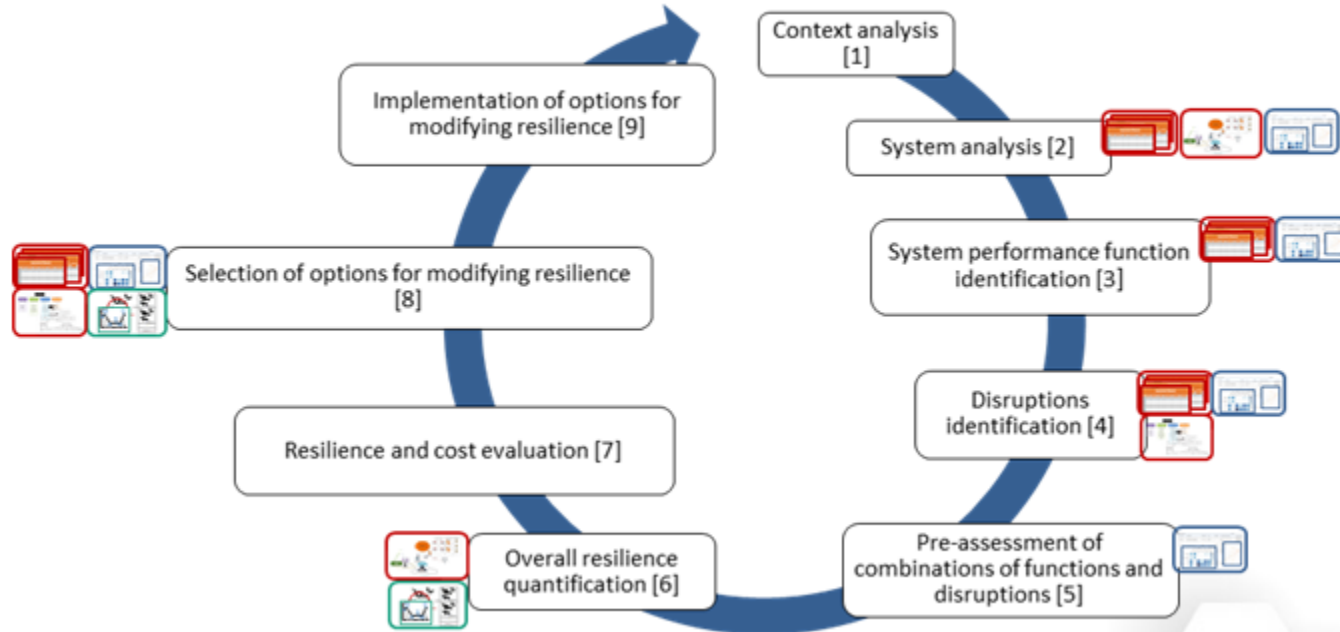 Context analysis
[1]
System analysis [2]
System performance function
identification [3]
Disruptions
identification [4]
Pre-assessment of
combinations of functions and
disruptions [5]
Overall resilience
quantification [6]
Resilience and cost evaluation [7]
Selection of options for modifying resilience
[8]
Implementation of options for
modifying resilience [9]